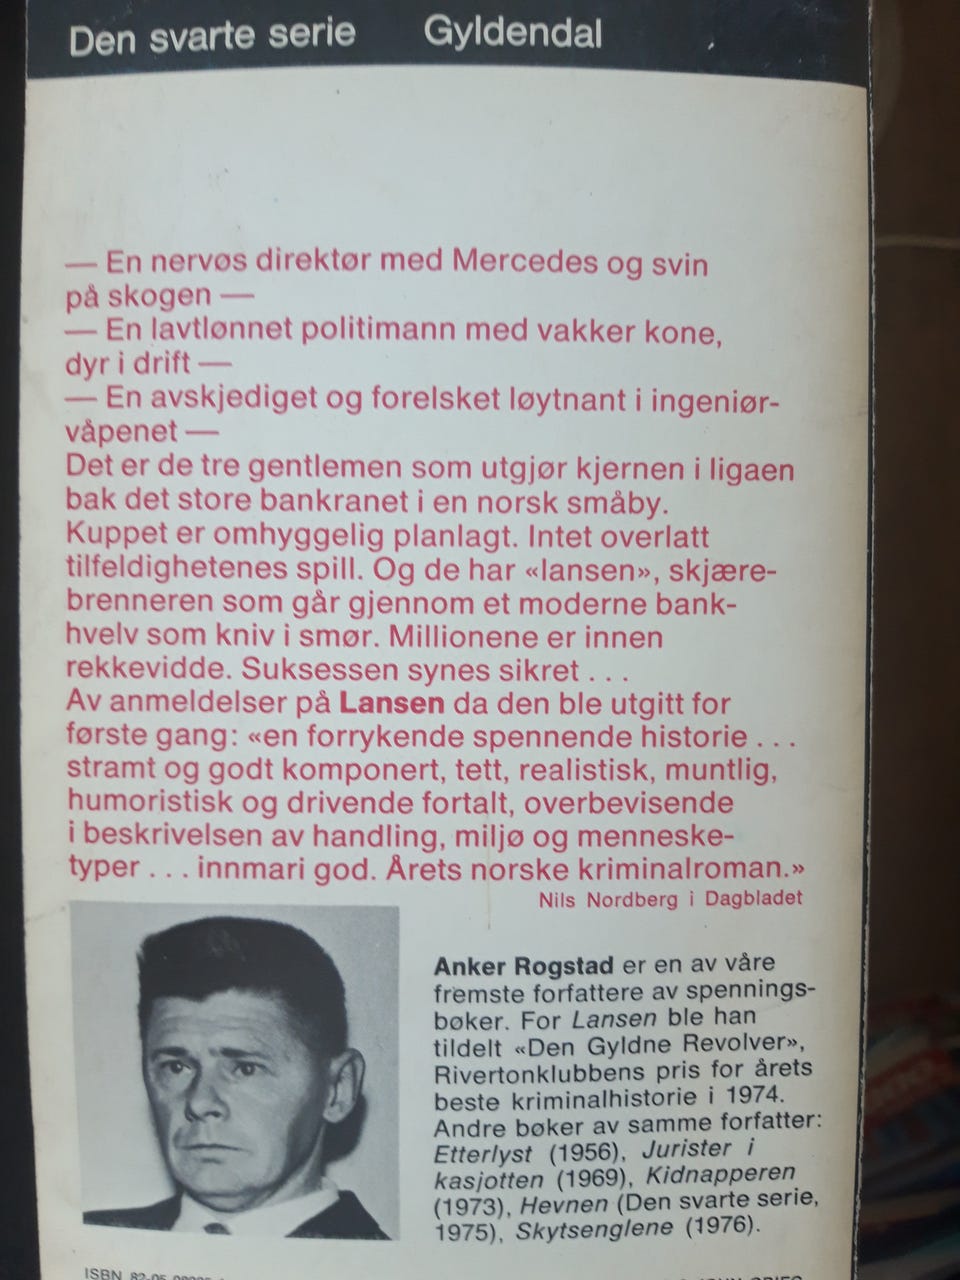 Den svarte serie Gyldendal
— En nervøs direktør med Mercedes og svin
på skogen —
— En lavtlønnet politimann med vakker kone,
dyr i drift —
— En avskjediget og forelsket løytnant i ingeniør-
våpenet —
Det er de tre gentlemen som utgjør kjernen i ligaen
bak det store bankranet i en norsk småby.
Kuppet er omhyggelig planlagt. Intet overlatt
tilfeldighetenes spill. Og de har «lansen», skjære-
brenneren som går gjennom et moderne bank-
hvelv som kniv i smør. Millionene er innen
rekkevidde. Suksessen synes sikret . . .
Av anmeldelser på Lansen da den ble utgitt for
første gang: «en forrykende spennende historie . . .
stramt og godt komponert, tett, realistisk, muntlig,
humoristisk og drivende fortalt, overbevisende
i beskrivelsen av handling, miljø og menneske-
typer . . . innmari god. Årets norske kriminalroman.»
Nils Nordberg i Dagbladet
Anker Rogstad er en av våre
fremste forfattere av spennings-
bøker. For Lansen ble han
tildelt «Den Gyldne Revolver»,
Rivertonklubbens pris for årets
beste kriminalhistorie i 1974.
Andre bøker av samme forfatter:
Etterlyst (1956), Jurister i
kasjotten (1969), Kidnapperen
(1973), Hevnen (Den svarte serie,
1975), Skytsenglene (1976).
ISBN 82-05